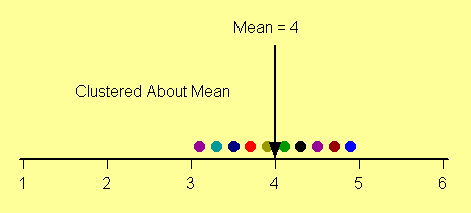 Mean = 4
Clustered About Mean
1 2 3 4 5 6